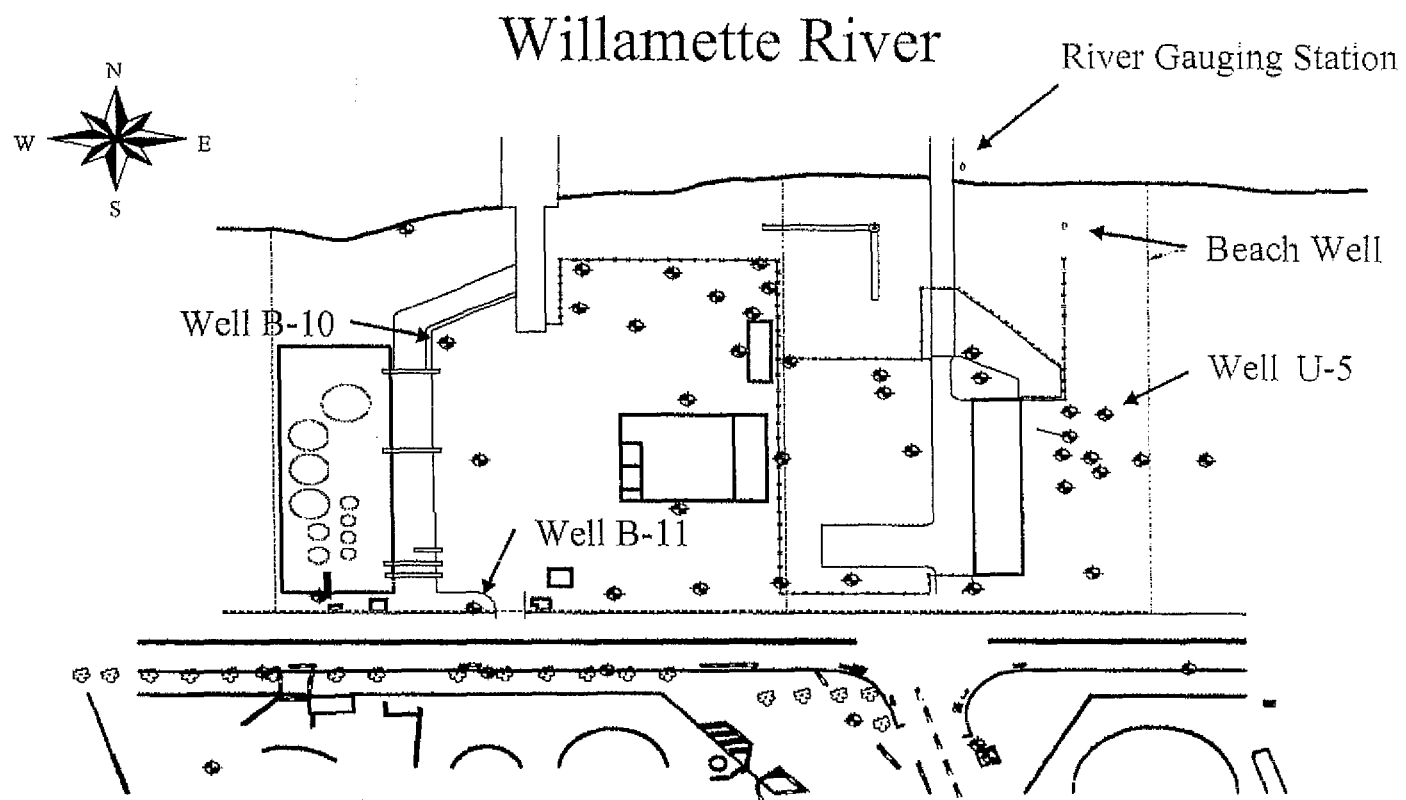 Willamette River
River Gauging Station
N
W E
S
Beach Well
Well B-10
Well U-5
Well B-11